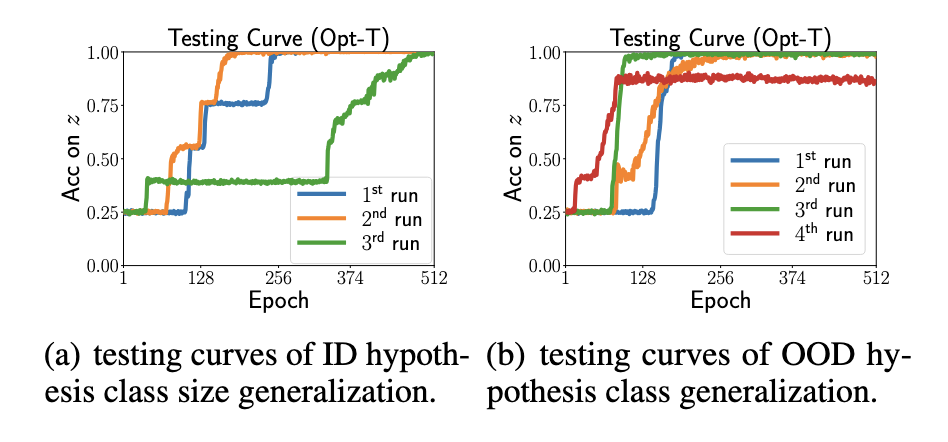 Testing Curve (Opt-T)
Acc on z
1.00
0.75
0.50
0.25
0.00
1st run
2nd run
3rd run
1 128 256 374 512
Epoch
Testing Curve (Opt-T)
Acc on z
1.00
0.75
0.50
0.25
0.00
1st run
2nd run
3rd run
4th run
1 128 256 374 512
Epoch
(a) testing curves of ID hypoth-
esis class size generalization.
(b) testing curves of OOD hy-
pothesis class generalization.